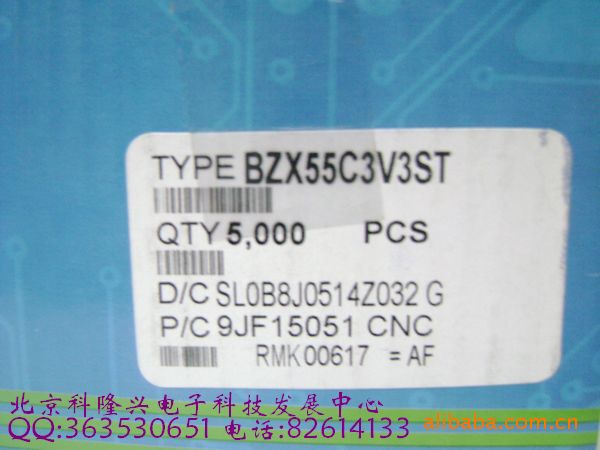 TYPE BZX55C3V3ST
QTY 5,000 PCS
D/C SL0B8J0514Z032 G
P/C 9JF15051 CNC
RMK 00617 = AF
北京科隆兴电子科技发展中心
QQ:363530651 电话:82614133
alibaba.com.cn